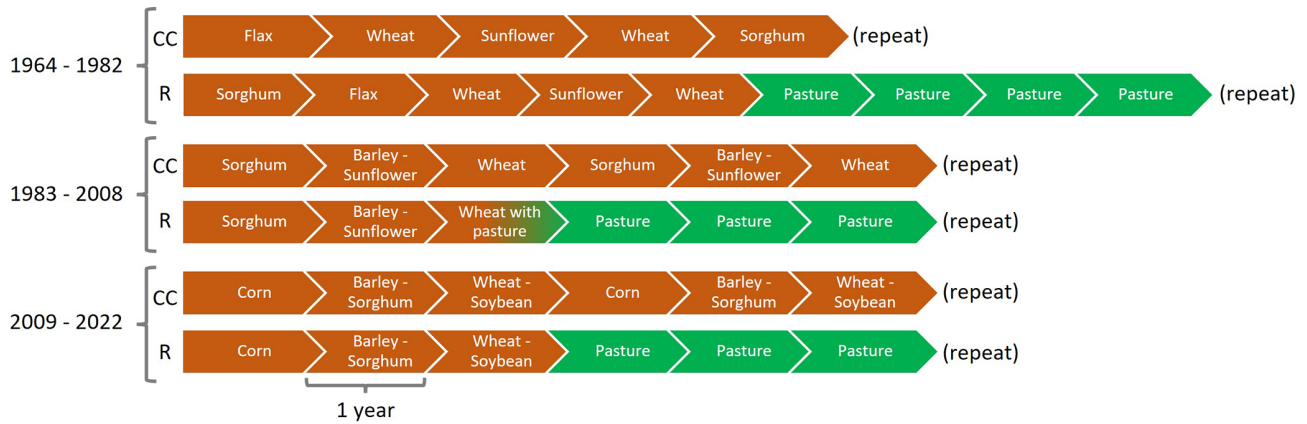 CC Flax Wheat Sunflower Wheat Sorghum (repeat)
1964 - 1982
R Sorghum Flax Wheat Sunflower Wheat Pasture Pasture Pasture Pasture (repeat)
CC Sorghum Barley - Sunflower Wheat Sorghum Barley - Sunflower Wheat (repeat)
1983 - 2008
R Sorghum Barley - Sunflower Wheat with pasture Pasture Pasture Pasture (repeat)
CC Corn Barley - Sorghum Wheat - Soybean Corn Barley - Sorghum Wheat - Soybean (repeat)
2009 - 2022
R Corn Barley - Sorghum Wheat - Soybean Pasture Pasture Pasture (repeat)
1 year